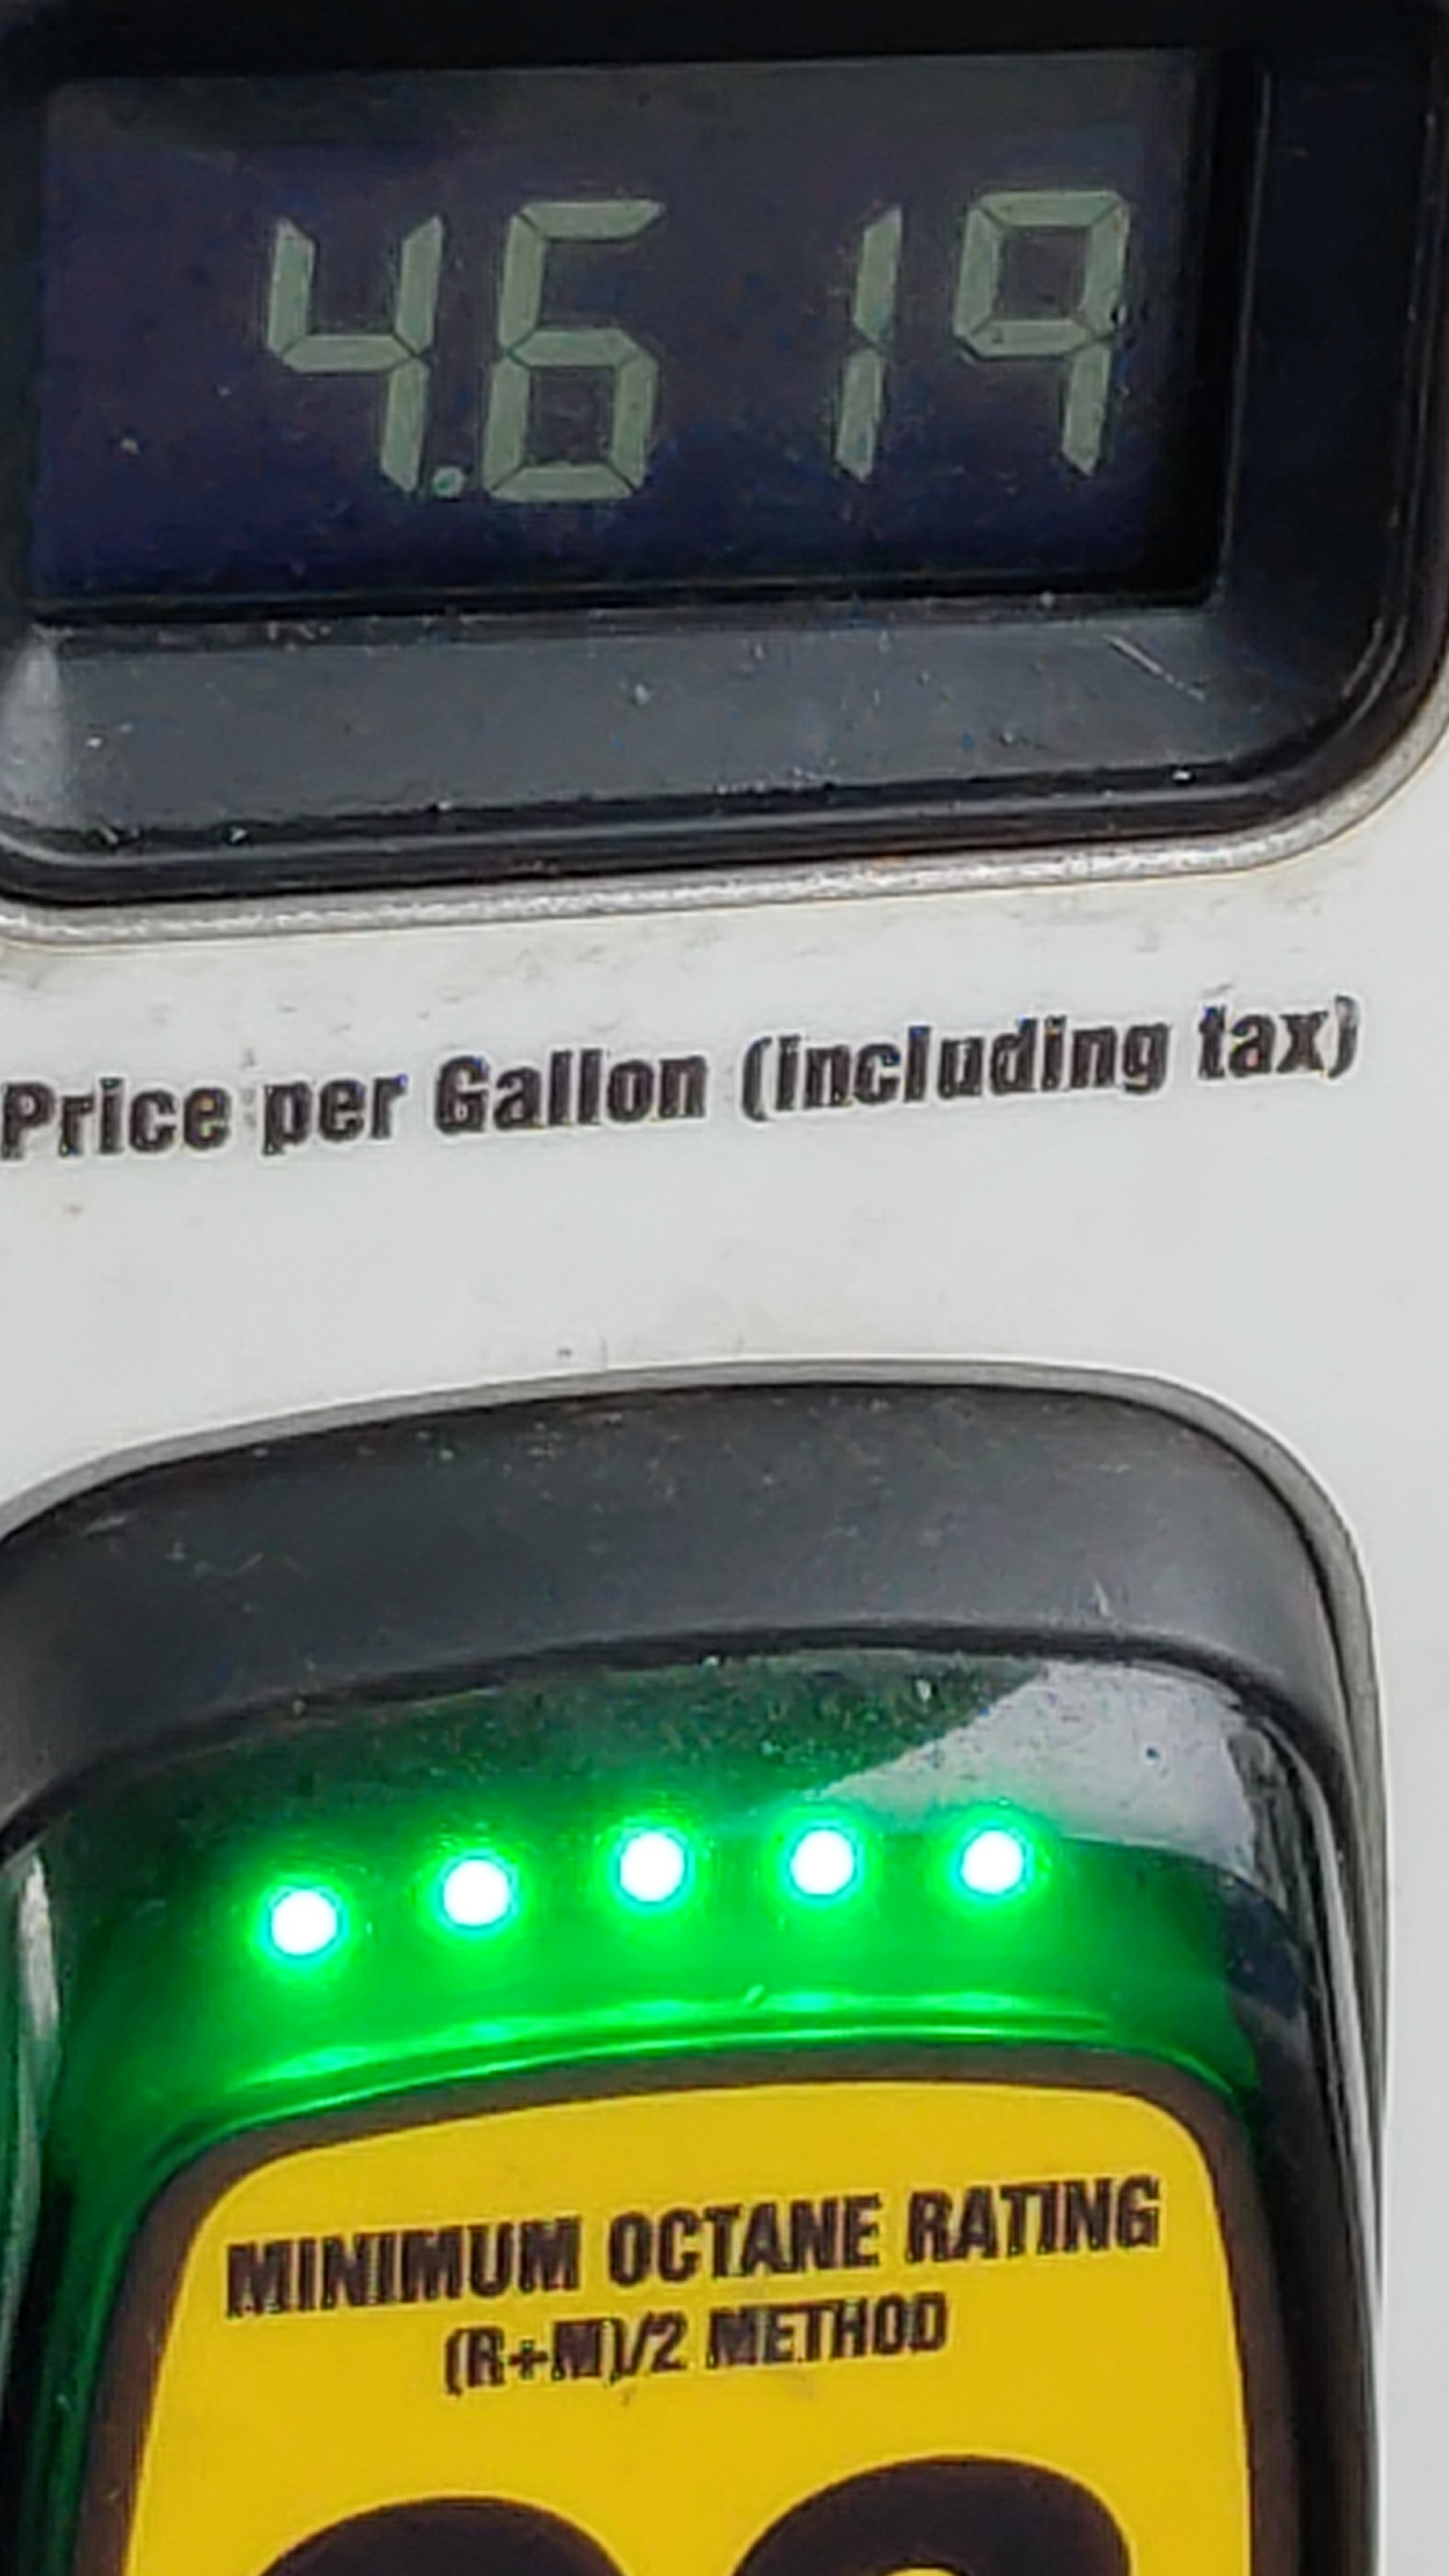 4.619
Price per Gallon (including tax)
MINIMUM OCTANE RATING
(R+M)/2 METHOD